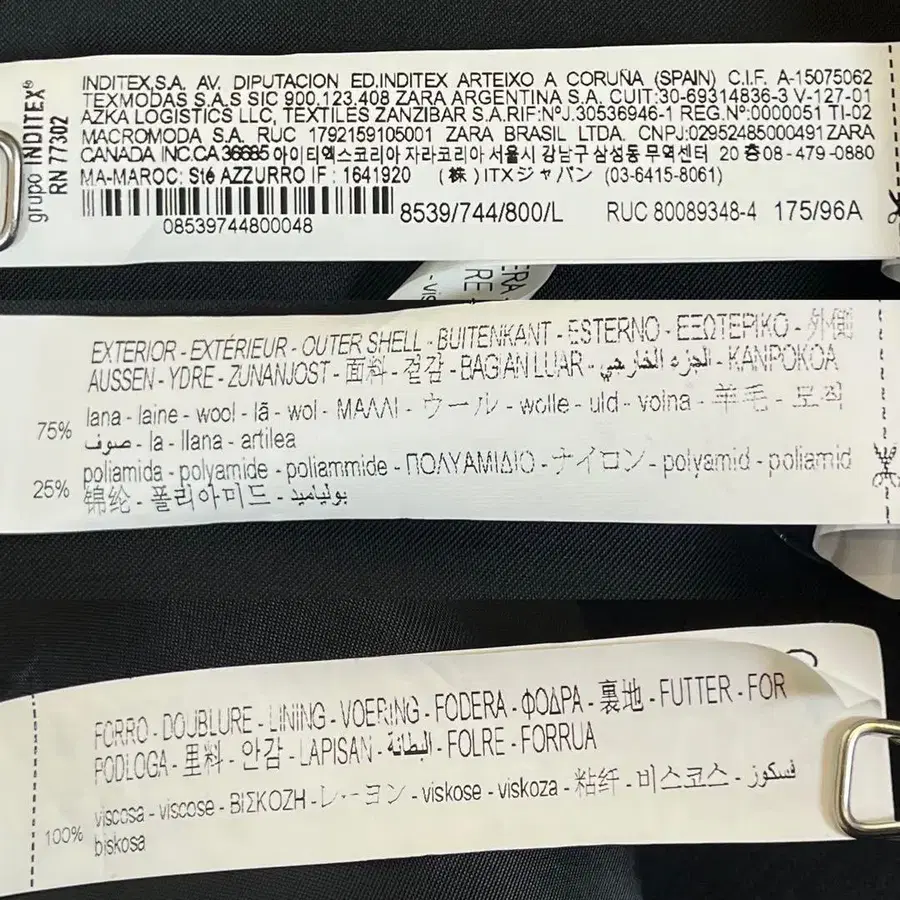 grupo INDITEX®
RN 77302
INDITEX,S.A. AV. DIPUTACION ED.INDITEX ARTEIXO A CORUÑA (SPAIN) C.I.F. A-15075062
TEXMODAS S.A.S SIC 900.123.408 ZARA ARGENTINA S.A. CUIT:30-69314836-3 V-127-01
AZKA LOGISTICS LLC, TEXTILES ZANZIBAR S.A.RIF:NºJ.30536946-1 REG.Nº:0000051 TI-02
MACROMODA S.A. RUC 1792159105001 ZARA BRASIL LTDA. CNPJ:02952485000491 ZARA
CANADA INC.CA 36685 아이티엑스코리아 자라코리아 서울시 강남구 삼성동 무역센터 20 층 08-479-0880
MA-MAROC: Sté AZZURRO IF : 1641920 (株) ITXジャパン (03-6415-8061)
08539744800048 8539/744/800/L RUC 80089348-4 175/96A
ERA
RE
- vis
EXTERIOR - EXTÉRIEUR - OUTER SHELL - BUITENKANT - ESTERNO - ΕΞΩΤΕΡΙΚΟ - 外側
AUSSEN - YDRE - ZUNANJOST - 面料 - 겉감 - BAGIAN LUAR - الجزء الخارجي - KANPOKOA
75% lana - laine - wool - lã - wol - ΜΑΛΛΙ - ウール - wolle - uld - volna - 羊毛 - 모직
صوف - la - llana - artilea
25% poliamida - polyamide - poliammide - ΠΟΛΥΑΜΙΔΙΟ - ナイロン - polyamid - poliamid
锦纶 - 폴리아미드 - بولياميد
FORRO - DOUBLURE - LINING - VOERING - FODERA - ΦΟΔΡΑ - 裏地 - FUTTER - FOR
PODLOGA - 里料 - 안감 - LAPISAN - البطانة - FOLRE - FORRUA
100% viscosa - viscose - ΒΙΣΚΟΖΗ - レーヨン - viskose - viskoza - 粘纤 - 비스코스 - فسكوز
biskosa